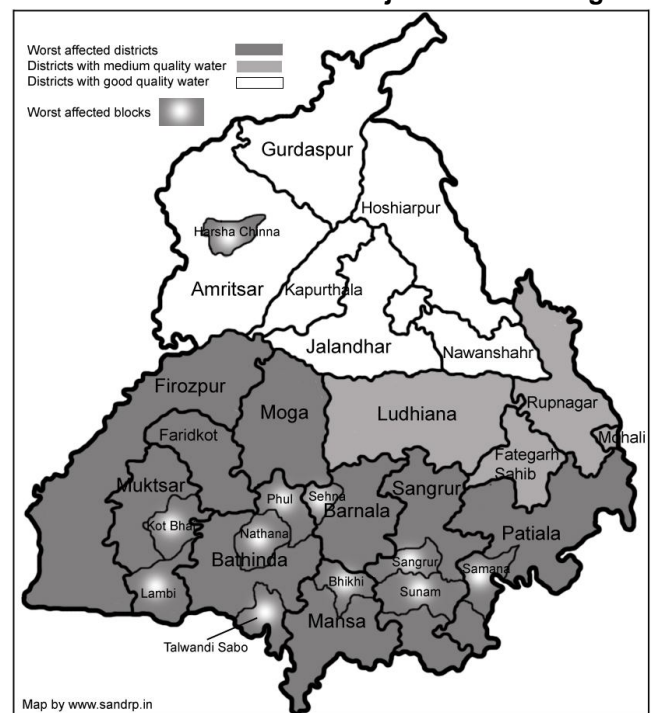 Worst affected districts
Districts with medium quality water
Districts with good quality water
Worst affected blocks
Gurdaspur
Hoshiarpur
Harsha Chinna
Amritsar
Kapurthala
Jalandhar
Nawanshahr
Firozpur
Moga
Ludhiana
Rupnagar
Faridkot
Mohali
Fategarh
Sahib
Muktsar
Phul
Sehna
Sangrur
Barnala
Kot Bhai
Nathana
Patiala
Bathinda
Sangrur
Samana
Lambi
Bhikhi
Sunam
Mansa
Talwandi Sabo
Map by www.sandrp.in